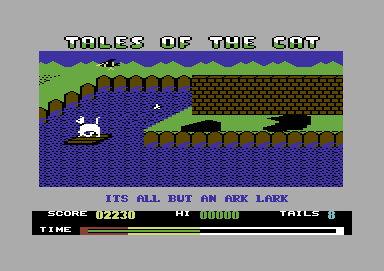 TALES OF THE CAT
ITS ALL BUT AN ARK LARK
SCORE 02230 HI 00000 TAILS 8
TIME